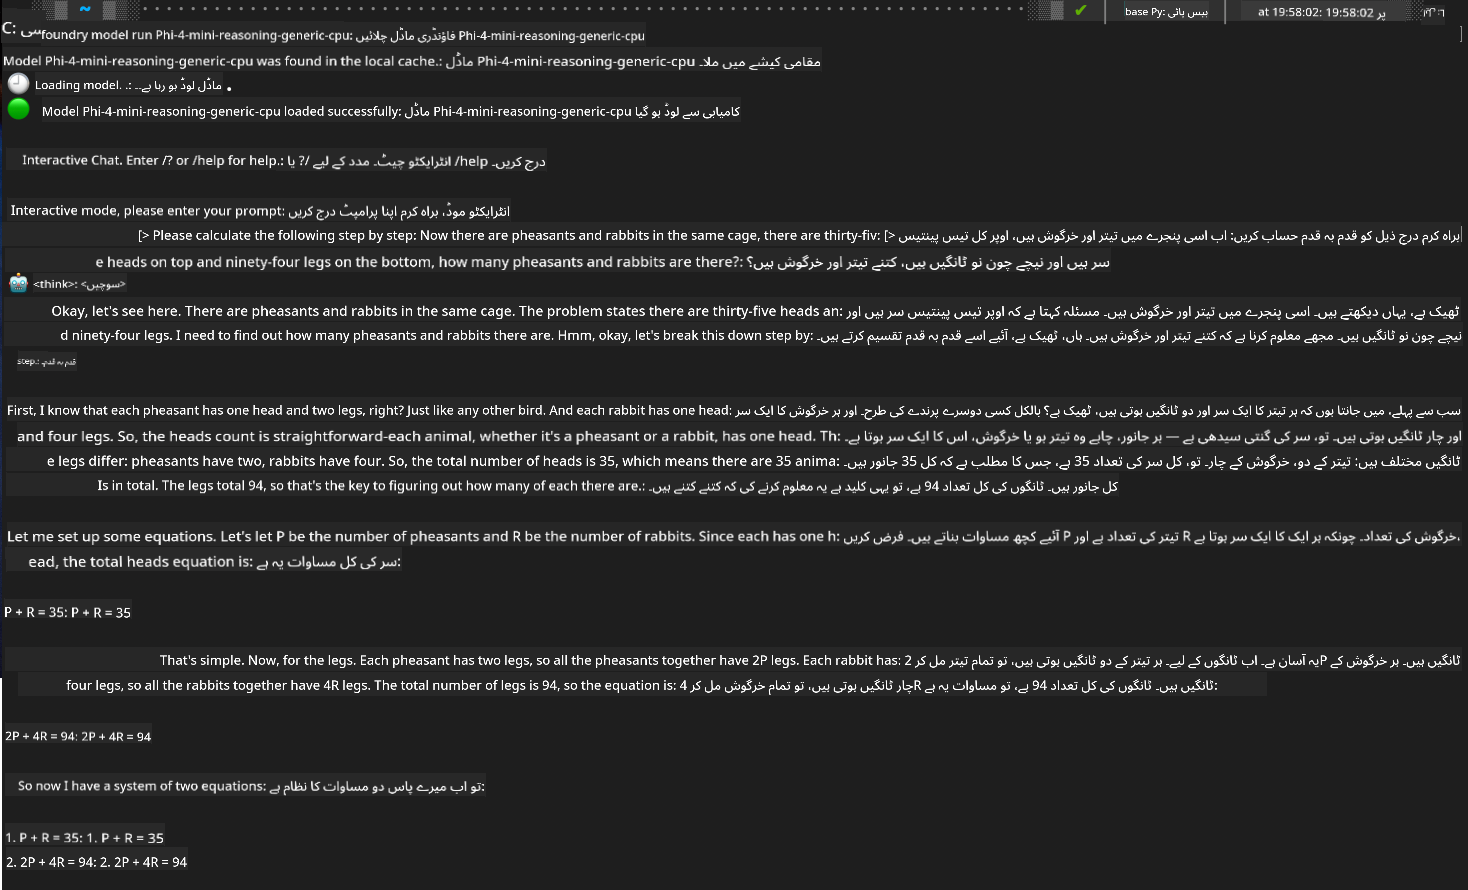 ~ ✔ base Py: بیس پائی at 19:58:02: 19:58:02 پر
C: سی
foundry model run Phi-4-mini-reasoning-generic-cpu: فاؤنڈری ماڈل چلائیں Phi-4-mini-reasoning-generic-cpu
Model Phi-4-mini-reasoning-generic-cpu was found in the local cache.: ماڈل Phi-4-mini-reasoning-generic-cpu مقامی کیشے میں ملا۔
Loading model. .: ماڈل لوڈ ہو رہا ہے۔..
Model Phi-4-mini-reasoning-generic-cpu loaded successfully: ماڈل Phi-4-mini-reasoning-generic-cpu کامیابی سے لوڈ ہو گیا
Interactive Chat. Enter /? or /help for help.: انٹرایکٹو چیٹ۔ مدد کے لیے /? یا /help درج کریں۔
Interactive mode, please enter your prompt: انٹرایکٹو موڈ، براہ کرم اپنا پرامپٹ درج کریں
[> Please calculate the following step by step: Now there are pheasants and rabbits in the same cage, there are thirty-fiv: [> براہ کرم درج ذیل کو قدم بہ قدم حساب کریں: اب اسی پنجرے میں تیتر اور خرگوش ہیں، اوپر کل تیس پینتیس
e heads on top and ninety-four legs on the bottom, how many pheasants and rabbits are there?: سر ہیں اور نیچے چون نو ٹانگیں ہیں، کتنے تیتر اور خرگوش ہیں؟
<think>: <سوچیں>
Okay, let's see here. There are pheasants and rabbits in the same cage. The problem states there are thirty-five heads an: ٹھیک ہے، یہاں دیکھتے ہیں۔ اسی پنجرے میں تیتر اور خرگوش ہیں۔ مسئلہ کہتا ہے کہ اوپر تیس پینتیس سر ہیں اور
d ninety-four legs. I need to find out how many pheasants and rabbits there are. Hmm, okay, let's break this down step by: نیچے چون نو ٹانگیں ہیں۔ مجھے معلوم کرنا ہے کہ کتنے تیتر اور خرگوش ہیں۔ ہاں، ٹھیک ہے، آئیے اسے قدم بہ قدم تقسیم کرتے ہیں۔
step.: قدم بہ قدم۔
First, I know that each pheasant has one head and two legs, right? Just like any other bird. And each rabbit has one head: سب سے پہلے، میں جانتا ہوں کہ ہر تیتر کا ایک سر اور دو ٹانگیں ہوتی ہیں، ٹھیک ہے؟ بالکل کسی دوسرے پرندے کی طرح۔ اور ہر خرگوش کا ایک سر
and four legs. So, the heads count is straightforward-each animal, whether it's a pheasant or a rabbit, has one head. Th: اور چار ٹانگیں ہوتی ہیں۔ تو، سر کی گنتی سیدھی ہے — ہر جانور، چاہے وہ تیتر ہو یا خرگوش، اس کا ایک سر ہوتا ہے۔
e legs differ: pheasants have two, rabbits have four. So, the total number of heads is 35, which means there are 35 anima: ٹانگیں مختلف ہیں: تیتر کے دو، خرگوش کے چار۔ تو، کل سر کی تعداد 35 ہے، جس کا مطلب ہے کہ کل 35 جانور ہیں۔
Is in total. The legs total 94, so that's the key to figuring out how many of each there are.: کل جانور ہیں۔ ٹانگوں کی کل تعداد 94 ہے، تو یہی کلید ہے یہ معلوم کرنے کی کہ کتنے کتنے ہیں۔
Let me set up some equations. Let's let P be the number of pheasants and R be the number of rabbits. Since each has one h: آئیے کچھ مساوات بناتے ہیں۔ فرض کریں P تیتر کی تعداد ہے اور R خرگوش کی تعداد۔ چونکہ ہر ایک کا ایک سر ہوتا ہے،
ead, the total heads equation is: سر کی کل مساوات یہ ہے:
P + R = 35: P + R = 35
That's simple. Now, for the legs. Each pheasant has two legs, so all the pheasants together have 2P legs. Each rabbit has: یہ آسان ہے۔ اب ٹانگوں کے لیے۔ ہر تیتر کے دو ٹانگیں ہوتی ہیں، تو تمام تیتر مل کر 2P ٹانگیں ہیں۔ ہر خرگوش کے
four legs, so all the rabbits together have 4R legs. The total number of legs is 94, so the equation is: چار ٹانگیں ہوتی ہیں، تو تمام خرگوش مل کر 4R ٹانگیں ہیں۔ ٹانگوں کی کل تعداد 94 ہے، تو مساوات یہ ہے:
2P + 4R = 94: 2P + 4R = 94
So now I have a system of two equations: تو اب میرے پاس دو مساوات کا نظام ہے:
1. P + R = 35: 1. P + R = 35
2. 2P + 4R = 94: 2. 2P + 4R = 94